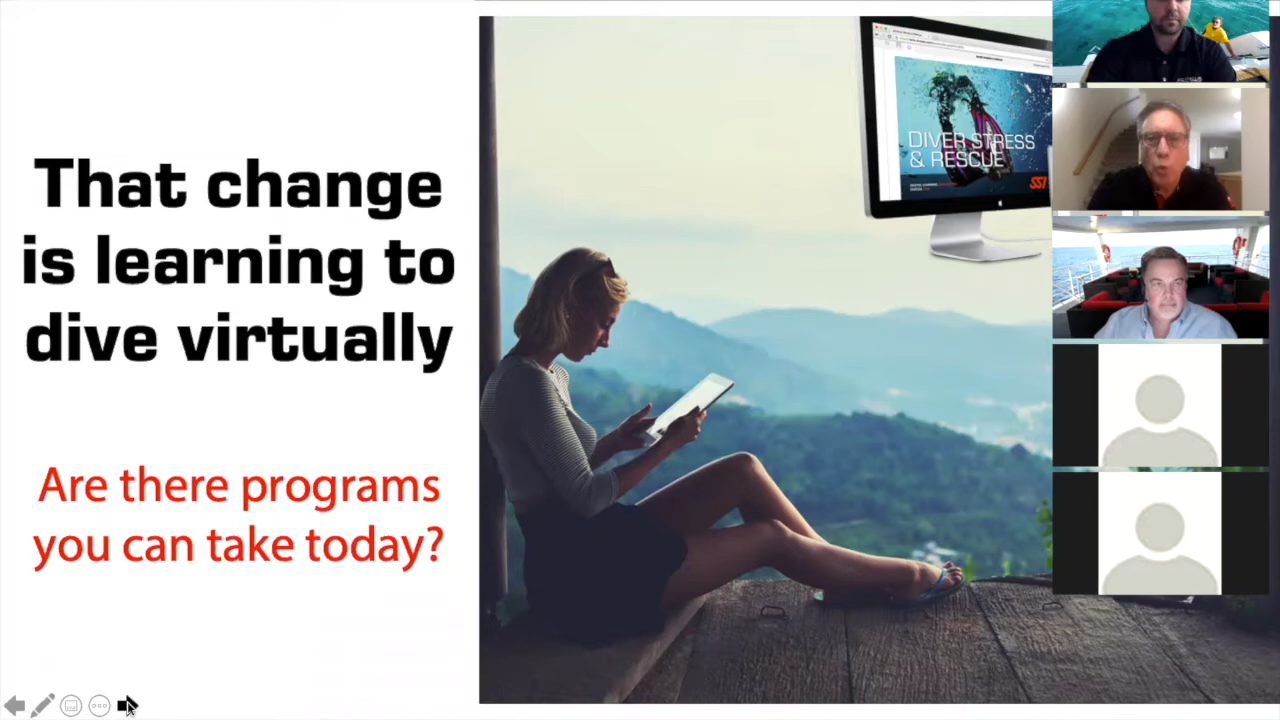 That change
is learning to
dive virtually
Are there programs
you can take today?
DIVER STRESS
& RESCUE
SSI